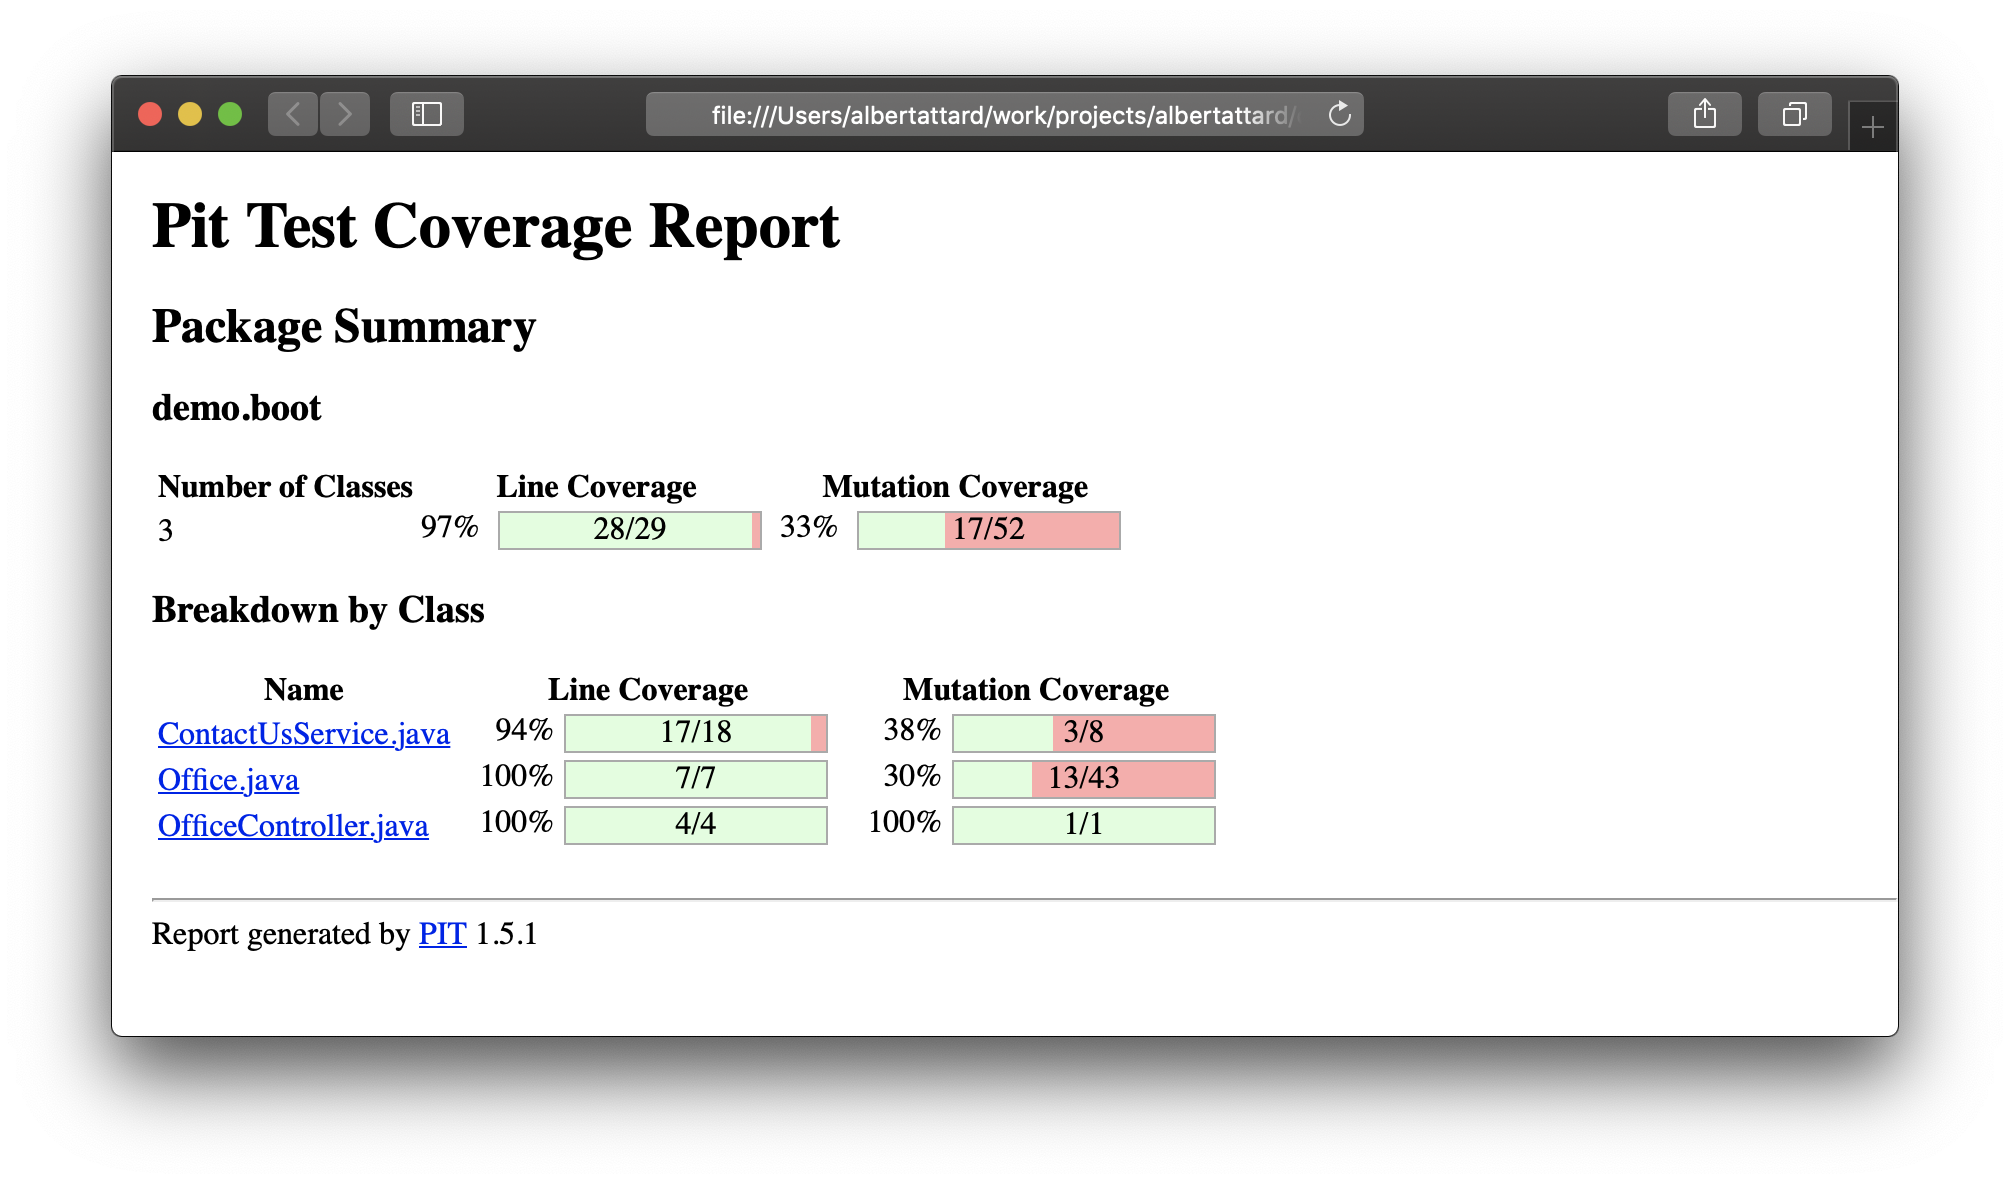 file:///Users/albertattard/work/projects/albertattard/
Pit Test Coverage Report
Package Summary
demo.boot
Number of Classes Line Coverage Mutation Coverage
3 97% 28/29 33% 17/52
Breakdown by Class
Name Line Coverage Mutation Coverage
ContactUsService.java 94% 17/18 38% 3/8
Office.java 100% 7/7 30% 13/43
OfficeController.java 100% 4/4 100% 1/1
Report generated by PIT 1.5.1